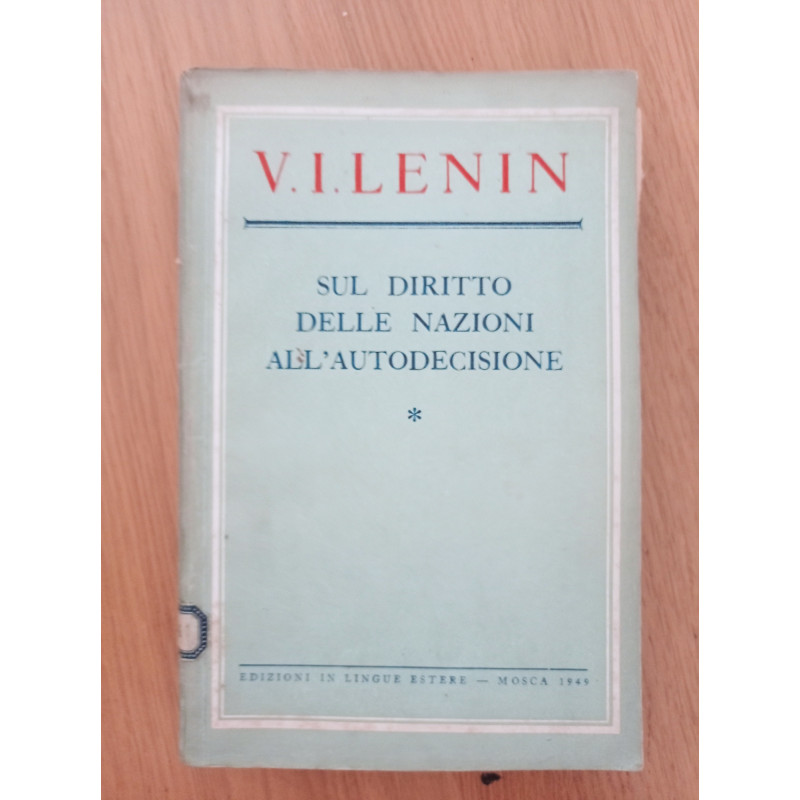 V. I. LENIN
SUL DIRITTO
DELLE NAZIONI
ALL'AUTODECISIONE
*
EDIZIONI IN LINGUE ESTERE — MOSCA 1949